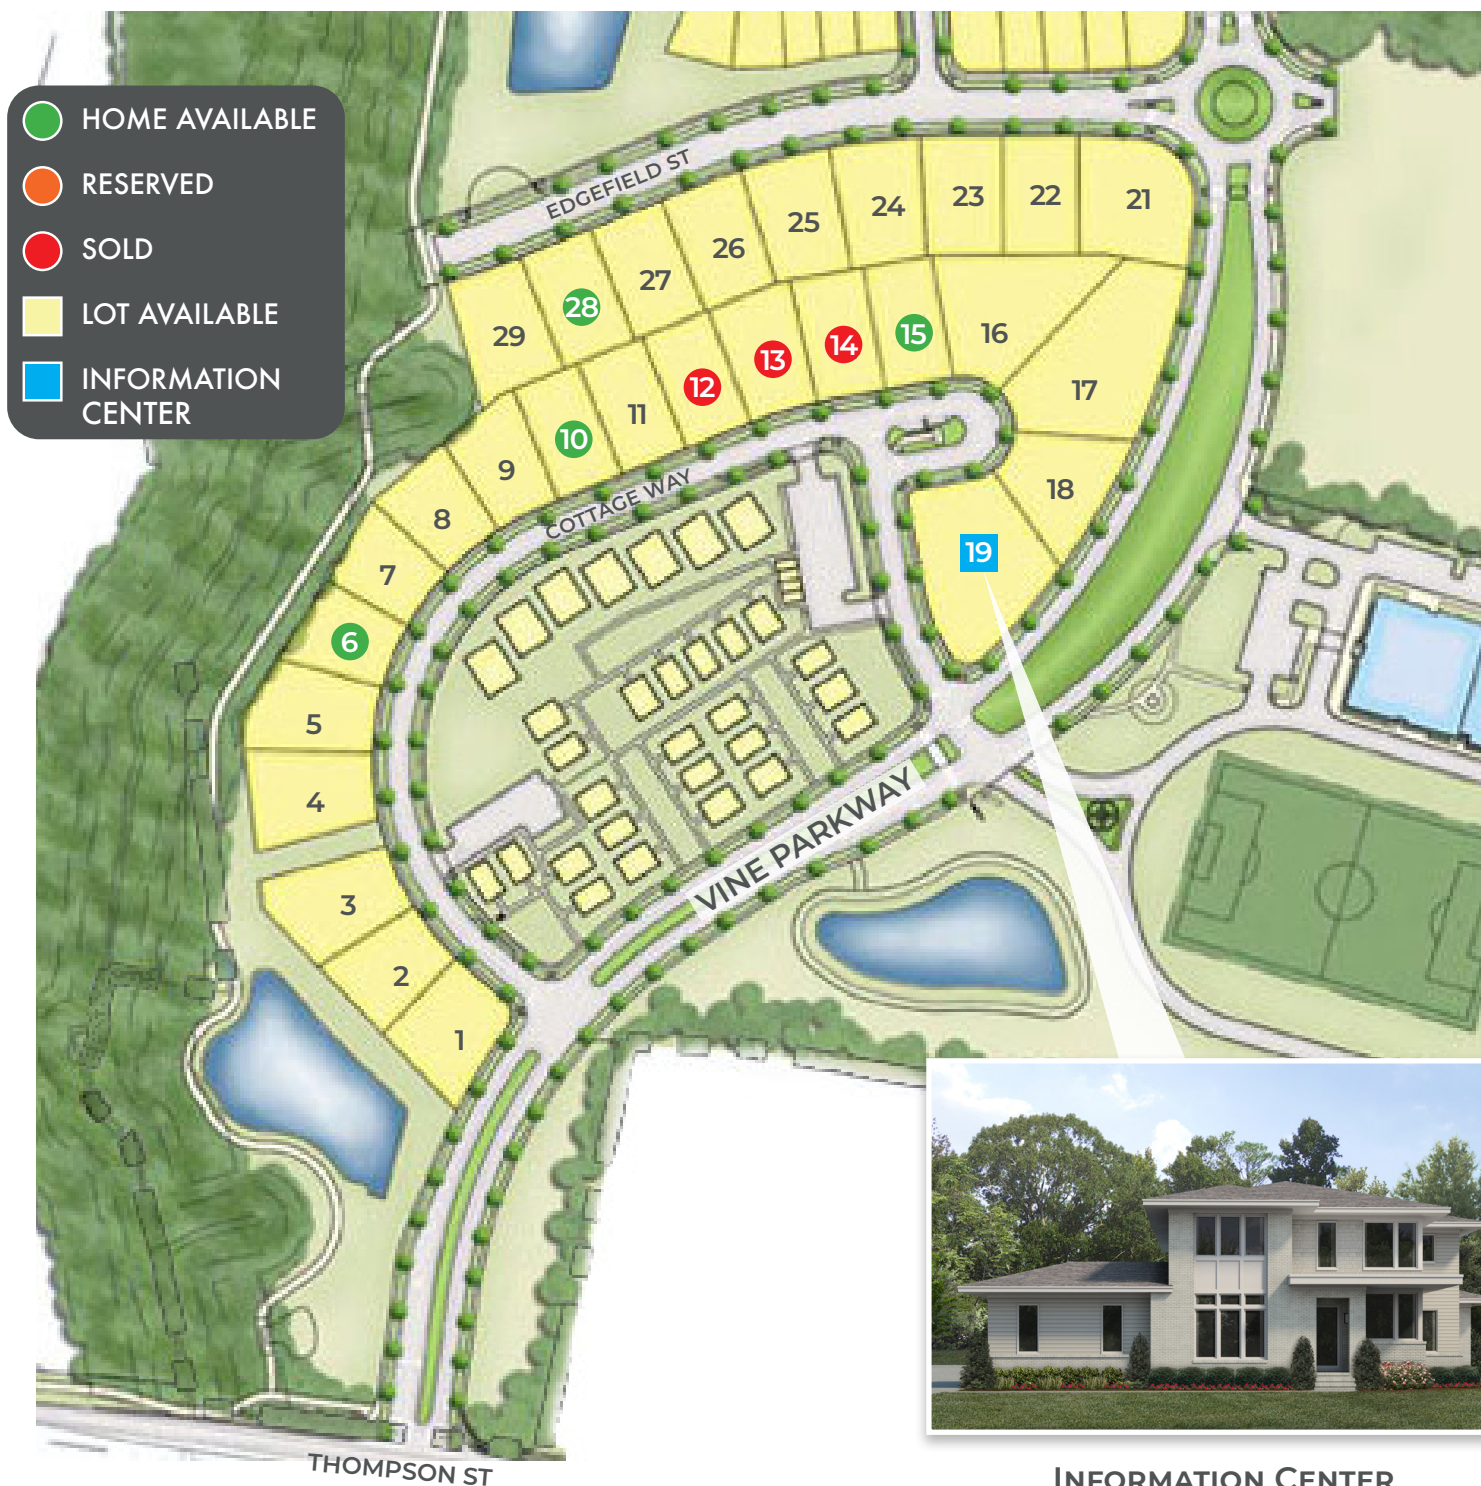 HOME AVAILABLE
RESERVED
SOLD
LOT AVAILABLE
INFORMATION
CENTER
EDGEFIELD ST
29
28
27
26
25
24
23
22
21
9
10
11
12
13
14
15
16
17
18
19
COTTAGE WAY
8
7
6
5
4
3
2
1
VINE PARKWAY
THOMPSON ST
INFORMATION CENTER